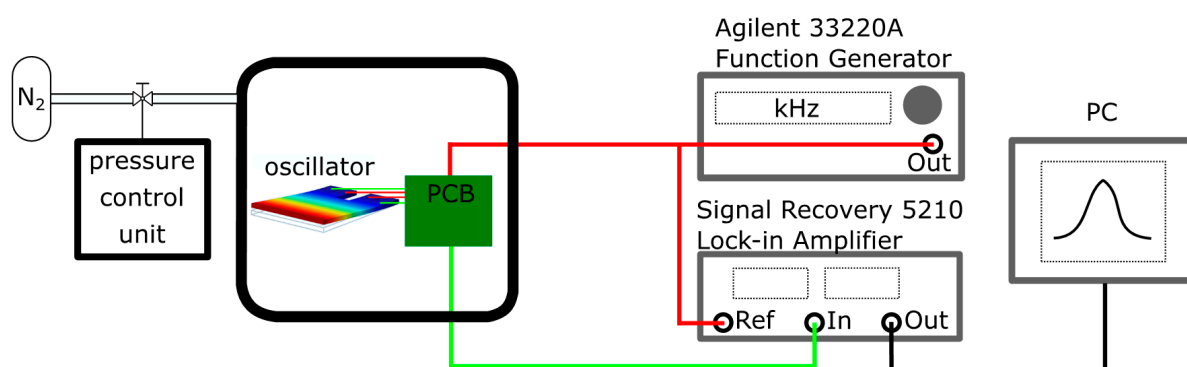 Agilent 33220A
Function Generator
N2
kHz
PC
Out
pressure
control
unit
oscillator
PCB
Signal Recovery 5210
Lock-in Amplifier
Ref
In
Out